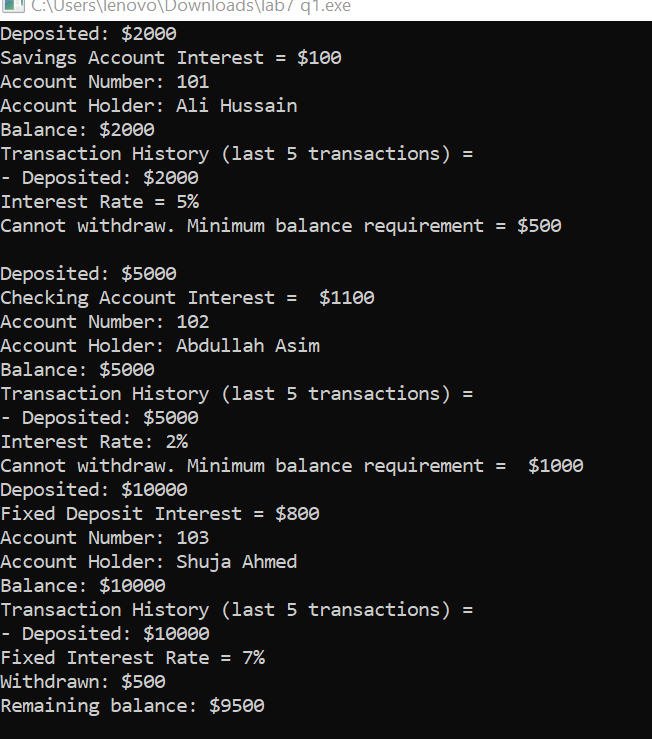 C:\Users\lenovo\Downloads\lab7 q1.exe
Deposited: $2000
Savings Account Interest = $100
Account Number: 101
Account Holder: Ali Hussain
Balance: $2000
Transaction History (last 5 transactions) =
- Deposited: $2000
Interest Rate = 5%
Cannot withdraw. Minimum balance requirement = $500

Deposited: $5000
Checking Account Interest =  $1100
Account Number: 102
Account Holder: Abdullah Asim
Balance: $5000
Transaction History (last 5 transactions) =
- Deposited: $5000
Interest Rate: 2%
Cannot withdraw. Minimum balance requirement =  $1000
Deposited: $10000
Fixed Deposit Interest = $800
Account Number: 103
Account Holder: Shuja Ahmed
Balance: $10000
Transaction History (last 5 transactions) =
- Deposited: $10000
Fixed Interest Rate = 7%
Withdrawn: $500
Remaining balance: $9500